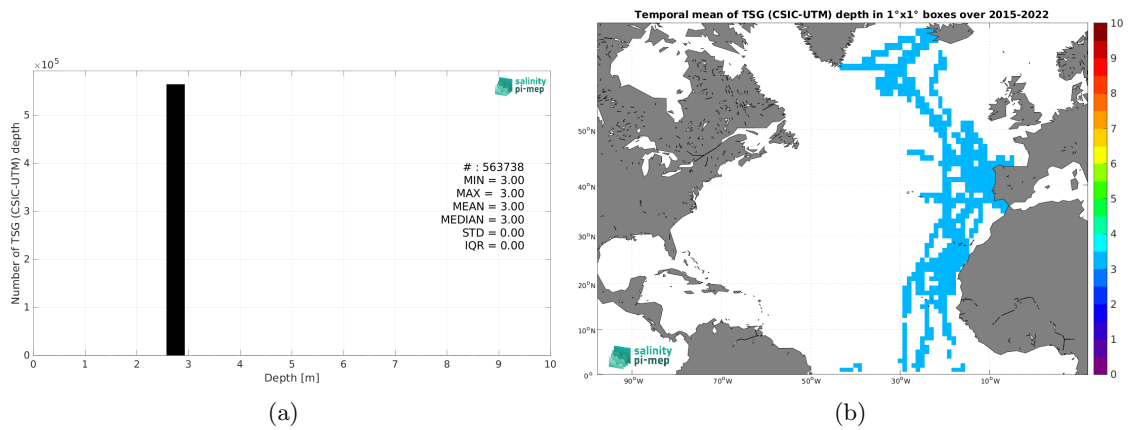 ×10⁵
5
4
3
2
1
0
Number of TSG (CSIC-UTM) depth
salinity
pi-mep
# : 563738
MIN = 3.00
MAX = 3.00
MEAN = 3.00
MEDIAN = 3.00
STD = 0.00
IQR = 0.00
0 1 2 3 4 5 6 7 8 9 10
Depth [m]
(a)
Temporal mean of TSG (CSIC-UTM) depth in 1°x1° boxes over 2015-2022
50°N
40°N
30°N
20°N
10°N
0°
90°W 70°W 50°W 30°W 10°W
salinity
pi-mep
10
9
8
7
6
5
4
3
2
1
0
(b)